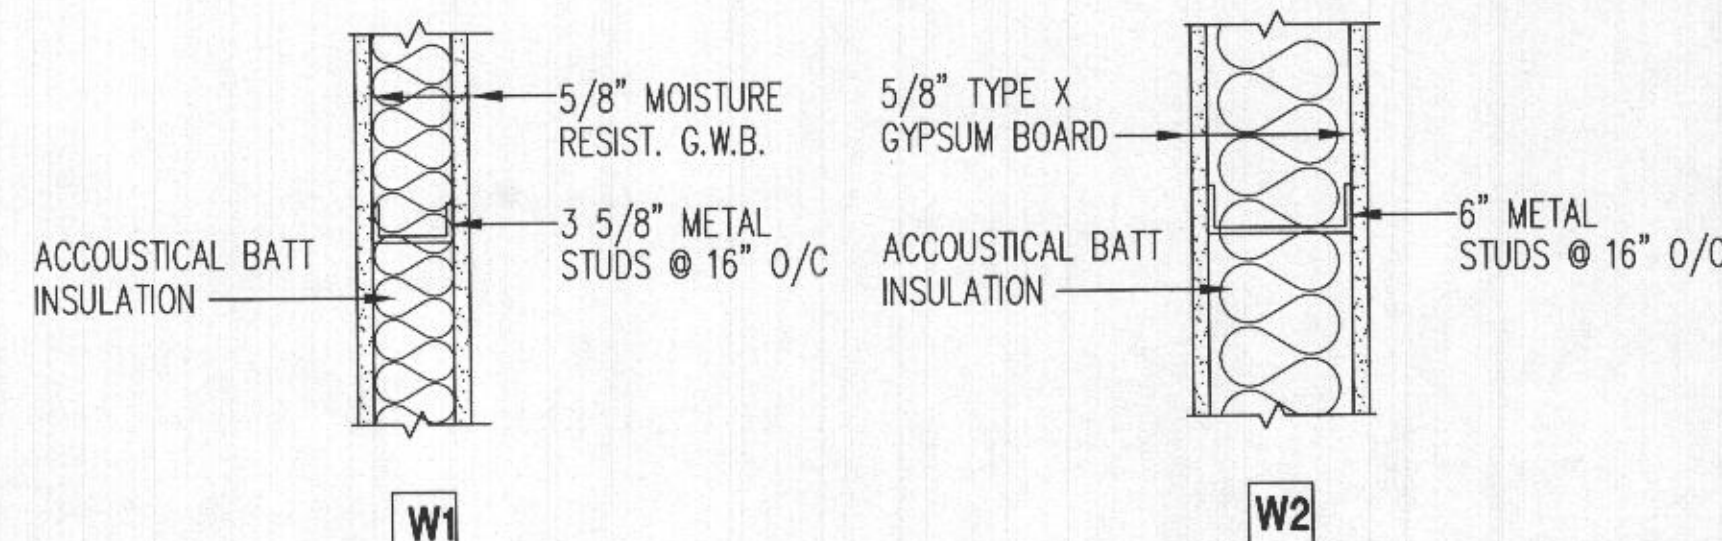 5/8" MOISTURE
RESIST. G.W.B.
3 5/8" METAL
STUDS @ 16" O/C
ACCOUSTICAL BATT
INSULATION
W1
5/8" TYPE X
GYPSUM BOARD
6" METAL
STUDS @ 16" O/C
ACCOUSTICAL BATT
INSULATION
W2